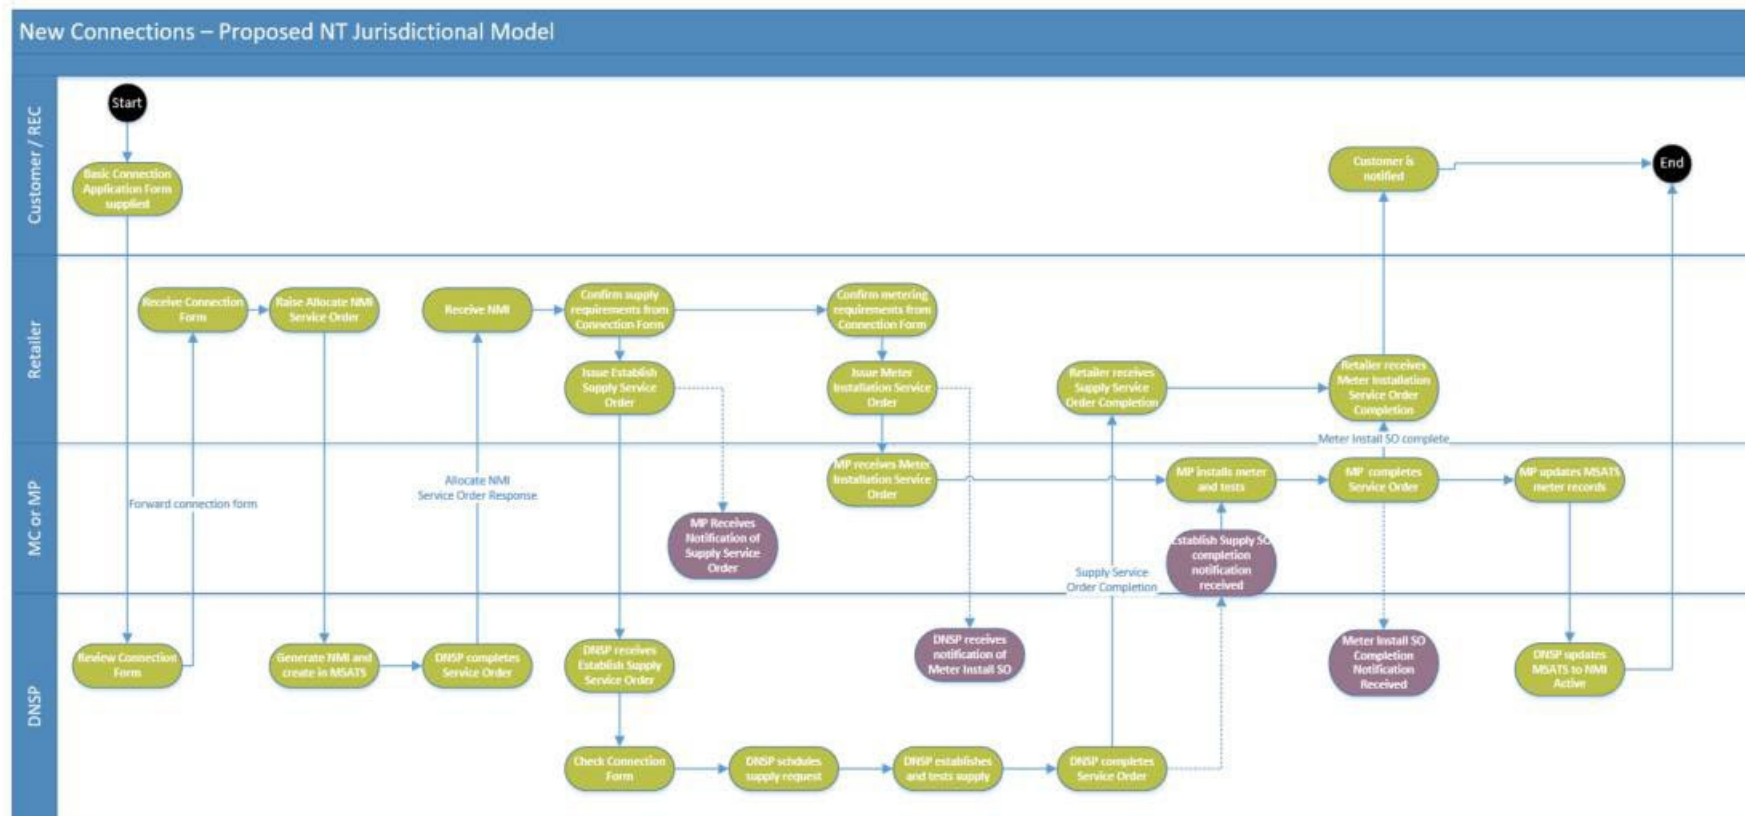 New Connections – Proposed NT Jurisdictional Model
Customer / REC
Start
Basic Connection
Application Form
supplied
Customer is
notified
End
Retailer
Receive Connection
Form
Raise Allocate NMI
Service Order
Receive NMI
Confirm supply
requirements from
Connection Form
Confirm metering
requirements from
Connection Form
Issue Establish
Supply Service
Order
Issue Meter
Installation Service
Order
Retailer receives
Supply Service
Order Completion
Retailer receives
Meter Installation
Service Order
Completion
Meter Install SO complete
MC or MP
Forward connection form
Allocate NMI
Service Order Response
MP receives Meter
Installation Service
Order
MP installs meter
and tests
MP completes
Service Order
MP updates MSATS
meter records
MP Receives
Notification of
Supply Service
Order
Supply Service
Order Completion
Establish Supply SO
completion
notification
received
DNSP
Review Connection
Form
Generate NMI and
create in MSATS
DNSP completes
Service Order
DNSP receives
Establish Supply
Service Order
DNSP receives
notification of
Meter Install SO
Meter Install SO
Completion
Notification
Received
DNSP updates
MSATS to NMI
Active
Check Connection
Form
DNSP schdules
supply request
DNSP establishes
and tests supply
DNSP completes
Service Order